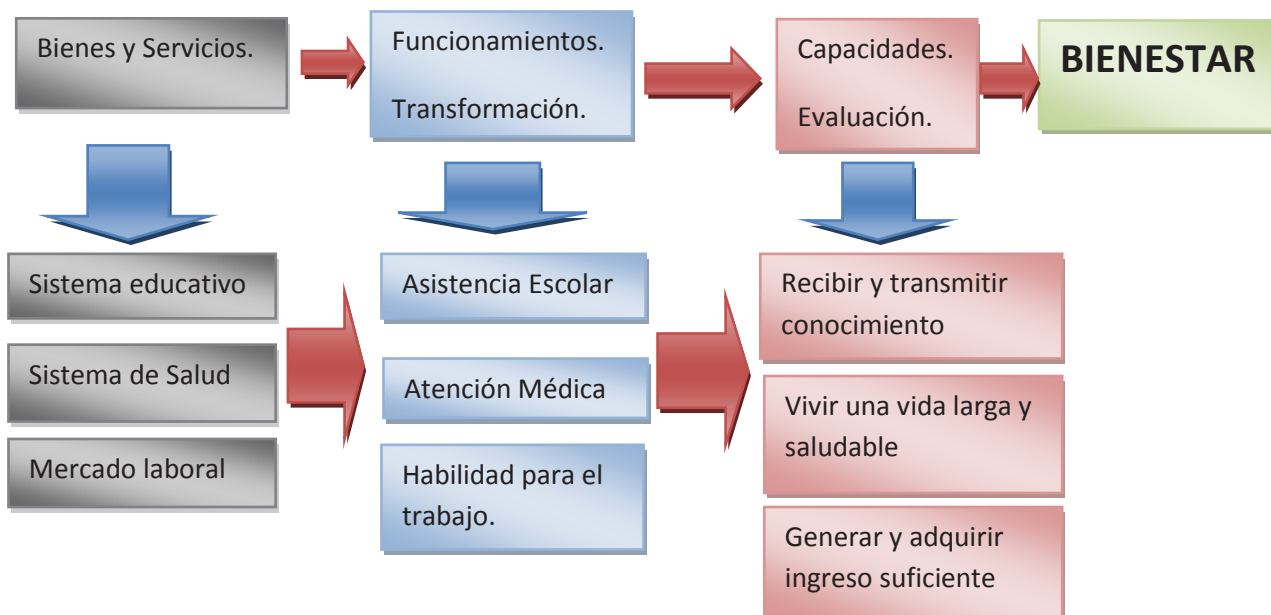 Bienes y Servicios.
Funcionamientos.
Transformación.
Capacidades.
Evaluación.
BIENESTAR
Sistema educativo
Sistema de Salud
Mercado laboral
Asistencia Escolar
Atención Médica
Habilidad para el
trabajo.
Recibir y transmitir
conocimiento
Vivir una vida larga y
saludable
Generar y adquirir
ingreso suficiente